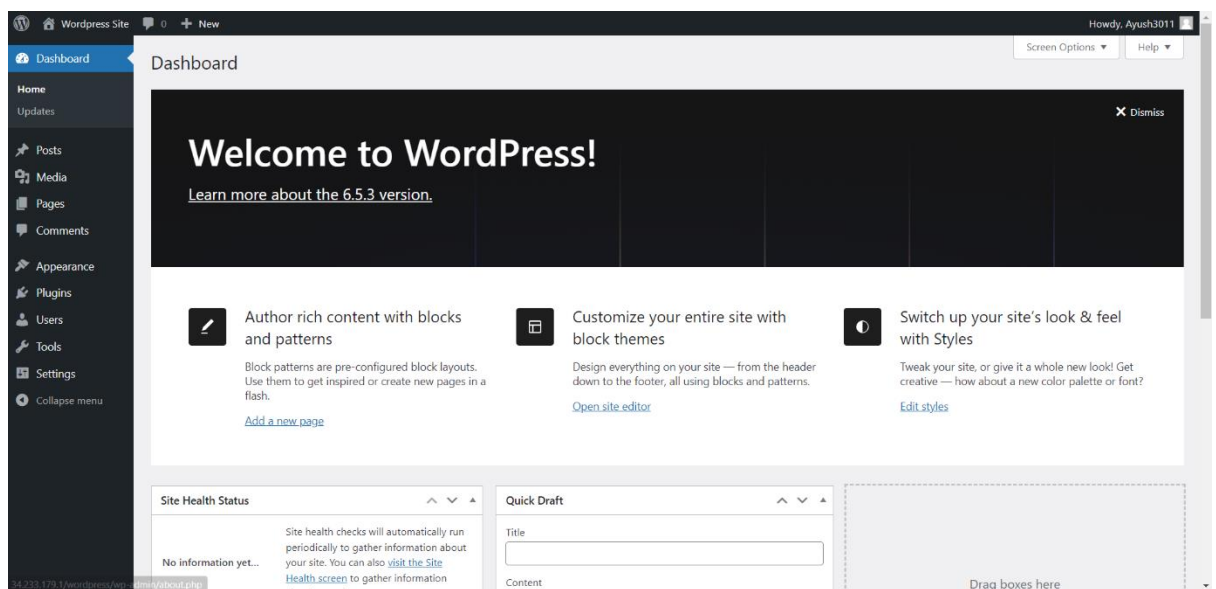 Wordpress Site 0 + New Howdy, Ayush3011
Screen Options ▼ Help ▼
Dashboard
Home
Updates
Posts
Media
Pages
Comments
Appearance
Plugins
Users
Tools
Settings
Collapse menu
Dashboard
Dismiss
Welcome to WordPress!
Learn more about the 6.5.3 version.
Author rich content with blocks
and patterns
Block patterns are pre-configured block layouts.
Use them to get inspired or create new pages in a
flash.
Add a new page
Customize your entire site with
block themes
Design everything on your site — from the header
down to the footer, all using blocks and patterns.
Open site editor
Switch up your site’s look & feel
with Styles
Tweak your site, or give it a whole new look! Get
creative — how about a new color palette or font?
Edit styles
Site Health Status
No information yet...
Site health checks will automatically run
periodically to gather information about
your site. You can also visit the Site
Health screen to gather information
Quick Draft
Title
Content
Drag boxes here
34.233.179.1/wordpress/wp-admin/about.php